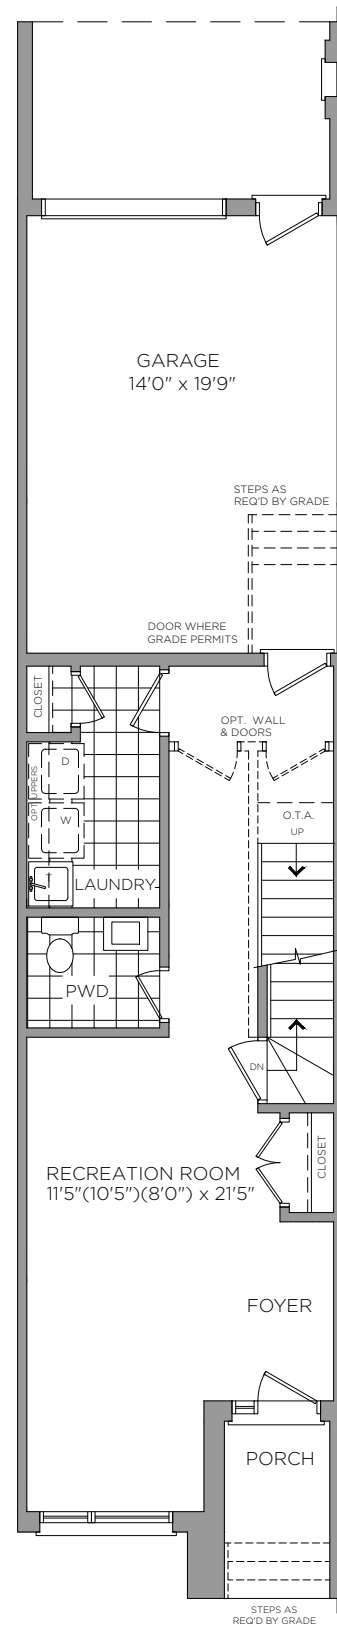 GARAGE
14'0" x 19'9"
STEPS AS
REQ'D BY GRADE
DOOR WHERE
GRADE PERMITS
CLOSET
OPT. WALL
& DOORS
D
OPT. UPPERS
W
O.T.A.
UP
LAUNDRY
PWD
DN
RECREATION ROOM
11'5"(10'5")(8'0") x 21'5"
CLOSET
FOYER
PORCH
STEPS AS
REQ'D BY GRADE